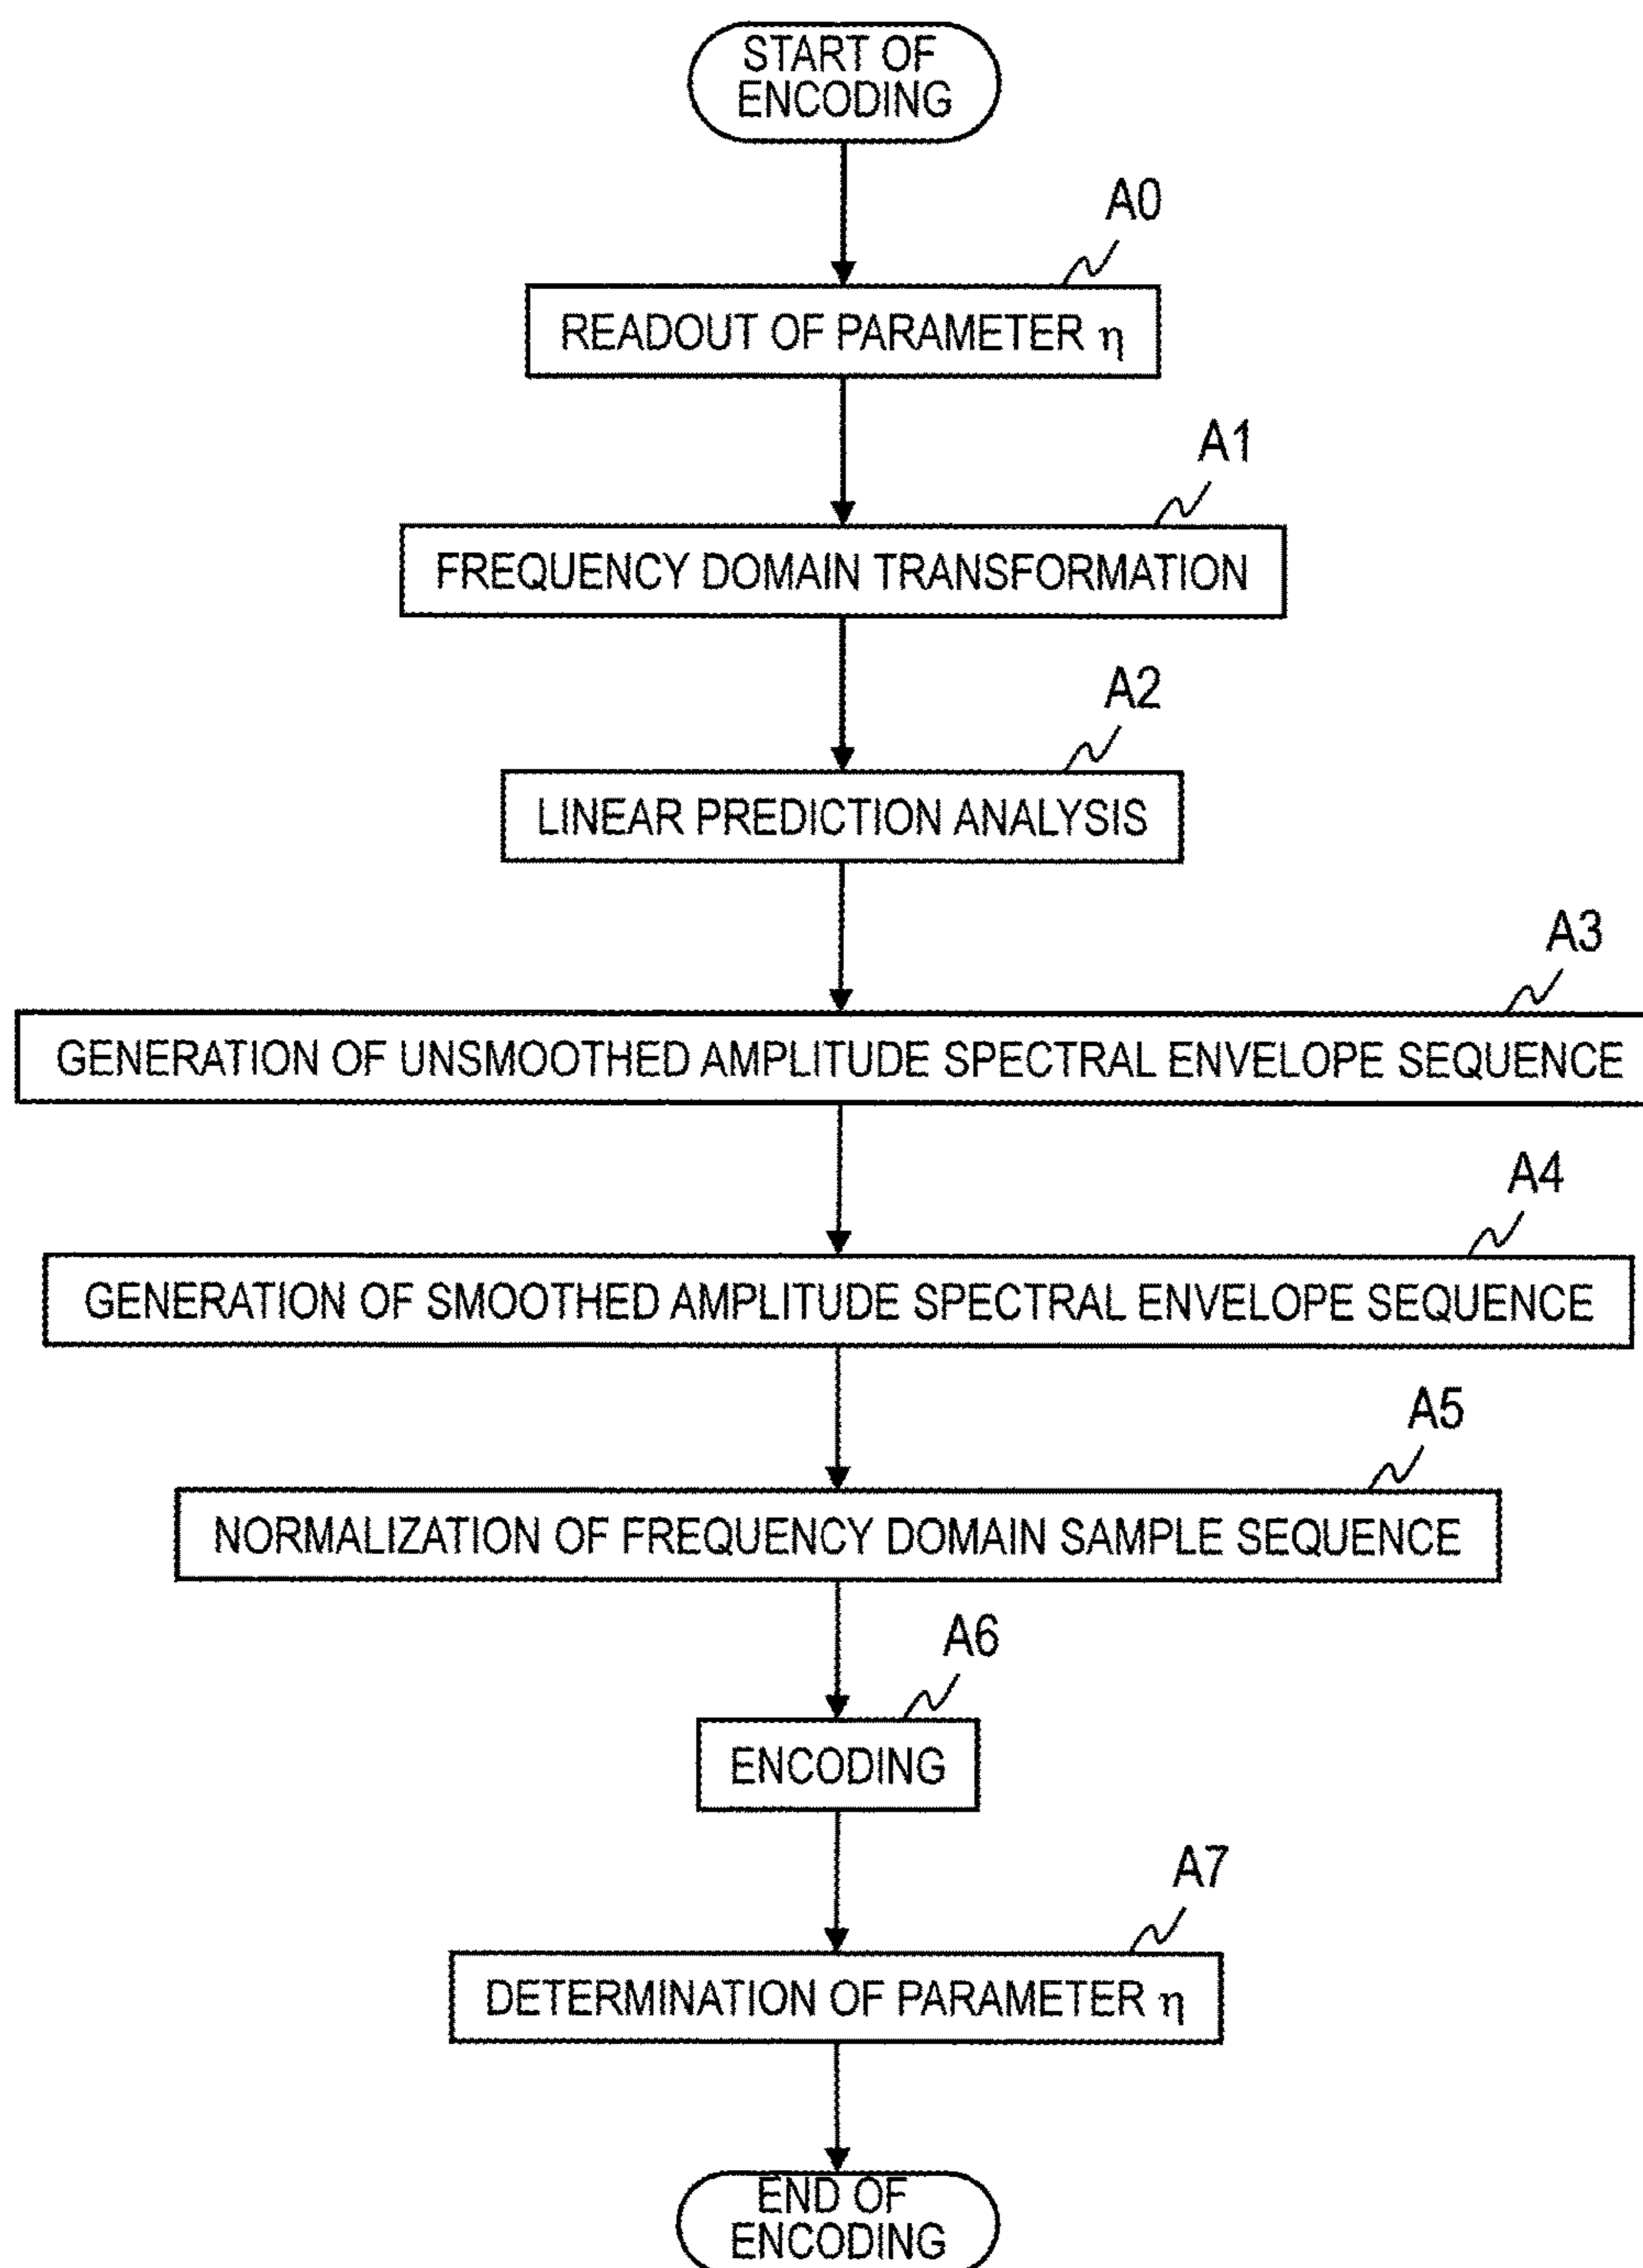 START OF
ENCODING
A0
READOUT OF PARAMETER η
A1
FREQUENCY DOMAIN TRANSFORMATION
A2
LINEAR PREDICTION ANALYSIS
A3
GENERATION OF UNSMOOTHED AMPLITUDE SPECTRAL ENVELOPE SEQUENCE
A4
GENERATION OF SMOOTHED AMPLITUDE SPECTRAL ENVELOPE SEQUENCE
A5
NORMALIZATION OF FREQUENCY DOMAIN SAMPLE SEQUENCE
A6
ENCODING
A7
DETERMINATION OF PARAMETER η
END OF
ENCODING